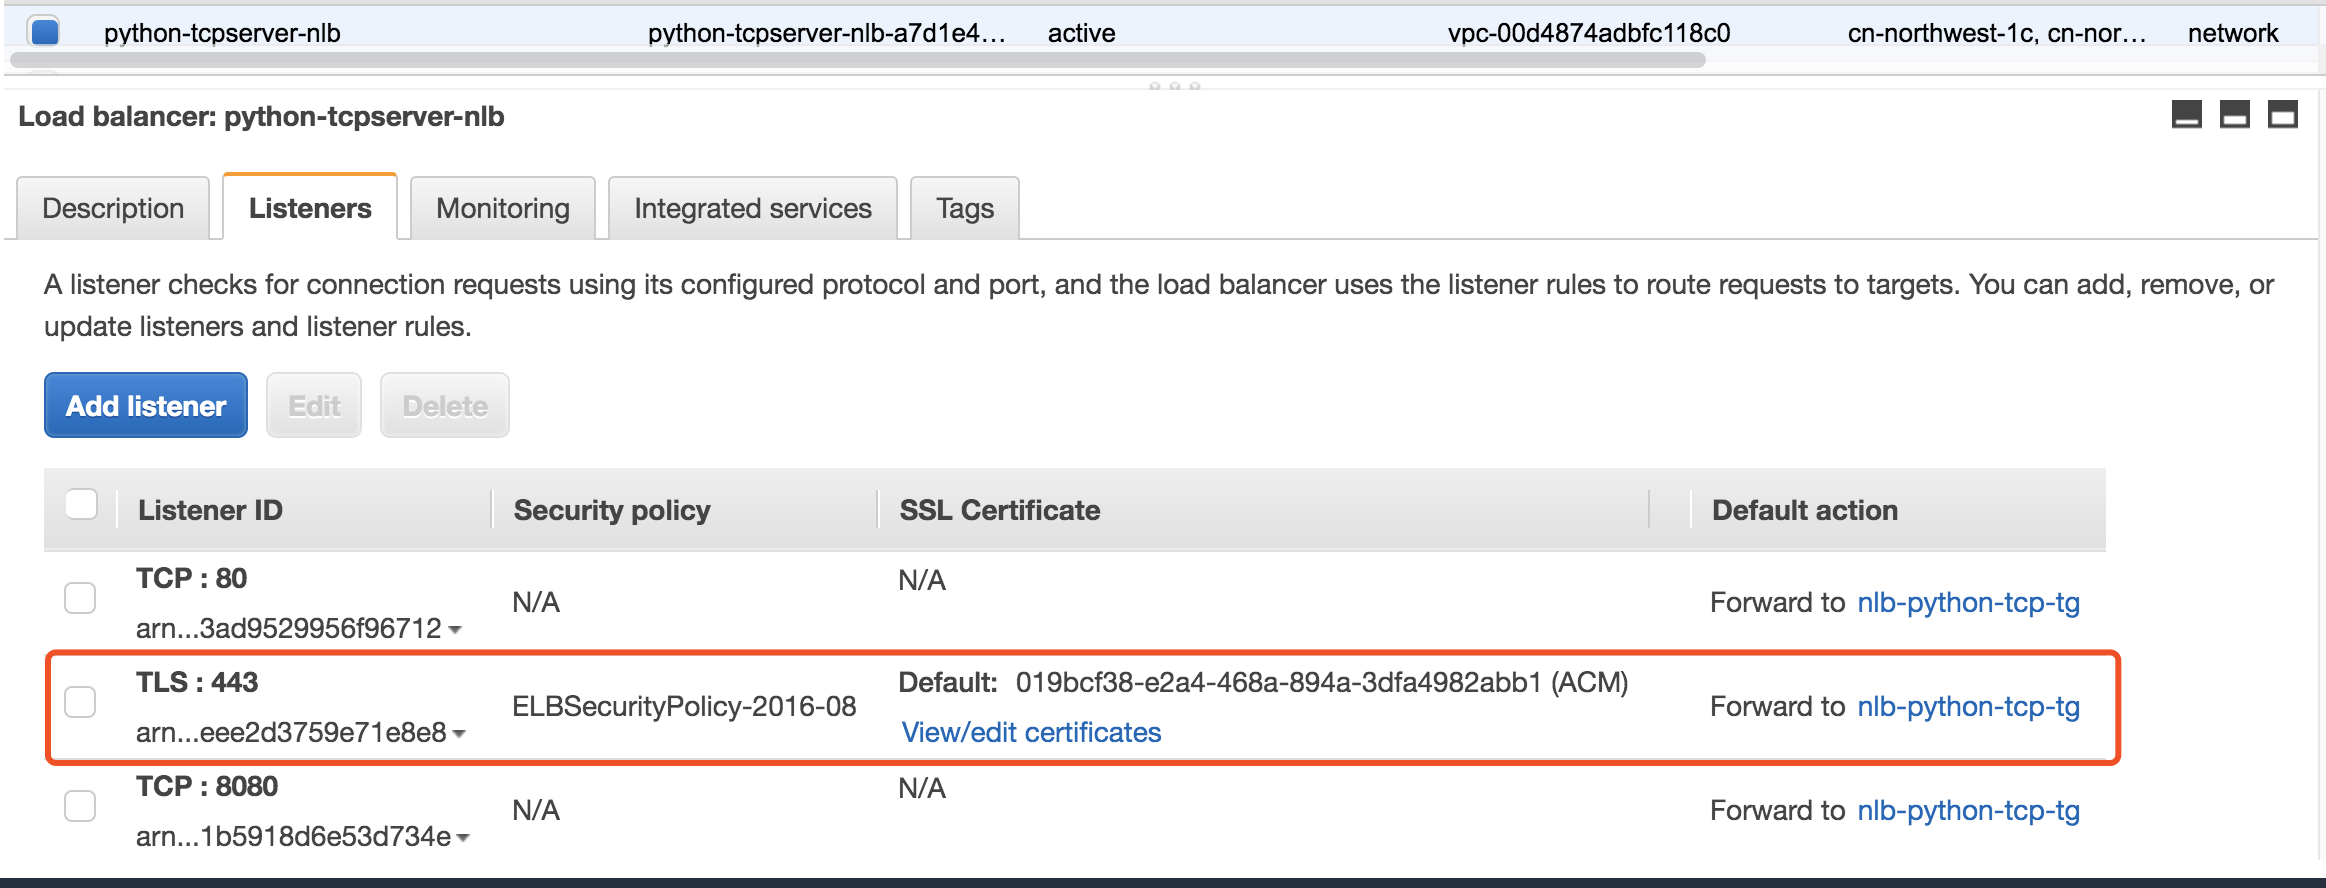 python-tcpserver-nlb python-tcpserver-nlb-a7d1e4... active vpc-00d4874adbfc118c0 cn-northwest-1c, cn-nor... network
Load balancer: python-tcpserver-nlb
Description Listeners Monitoring Integrated services Tags
A listener checks for connection requests using its configured protocol and port, and the load balancer uses the listener rules to route requests to targets. You can add, remove, or
update listeners and listener rules.
Add listener Edit Delete
Listener ID Security policy SSL Certificate Default action
TCP : 80 N/A
N/A Forward to nlb-python-tcp-tg
arn...3ad9529956f96712
TLS : 443 Default: 019bcf38-e2a4-468a-894a-3dfa4982abb1 (ACM)
ELBSecurityPolicy-2016-08 Forward to nlb-python-tcp-tg
arn...eee2d3759e71e8e8 View/edit certificates
TCP : 8080 N/A
N/A Forward to nlb-python-tcp-tg
arn...1b5918d6e53d734e